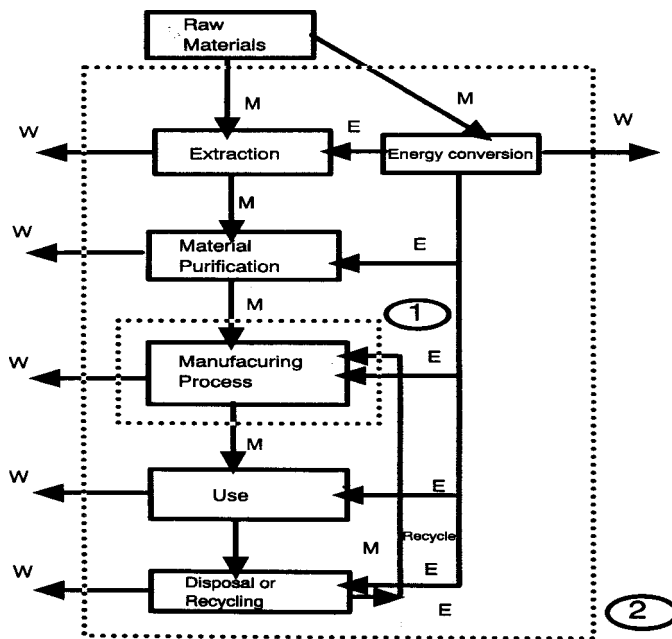 Raw
Materials
M
M
W
E
W
Extraction
Energy conversion
M
W
E
Material
Purification
M
1
W
E
Manufacuring
Process
M
W
E
Use
Recycle
M
W
E
Disposal or
Recycling
E
2